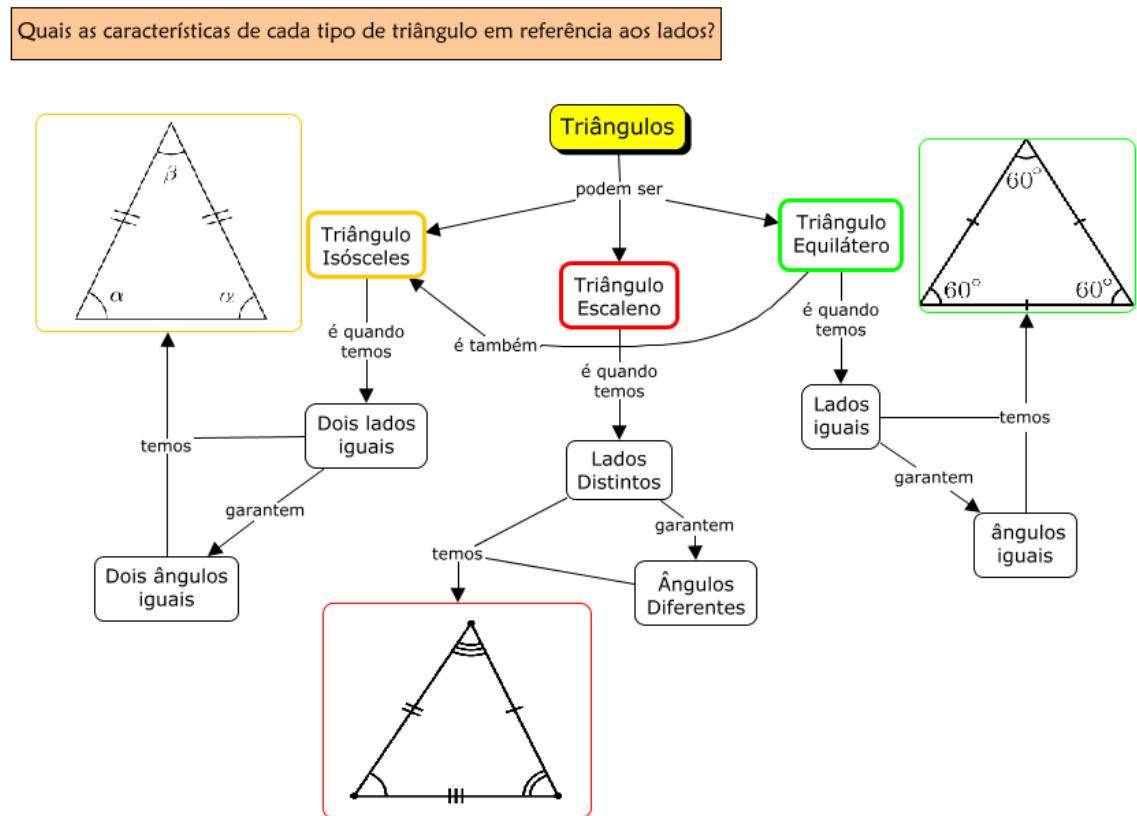 Quais as características de cada tipo de triângulo em referência aos lados?
Triângulos
podem ser
Triângulo
Isósceles
Triângulo
Escaleno
Triângulo
Equilátero
β
α
α
60°
60°
60°
é quando
temos
é também
é quando
temos
é quando
temos
Dois lados
iguais
temos
garantem
Dois ângulos
iguais
Lados
Distintos
garantem
temos
Ângulos
Diferentes
Lados
iguais
temos
garantem
ângulos
iguais